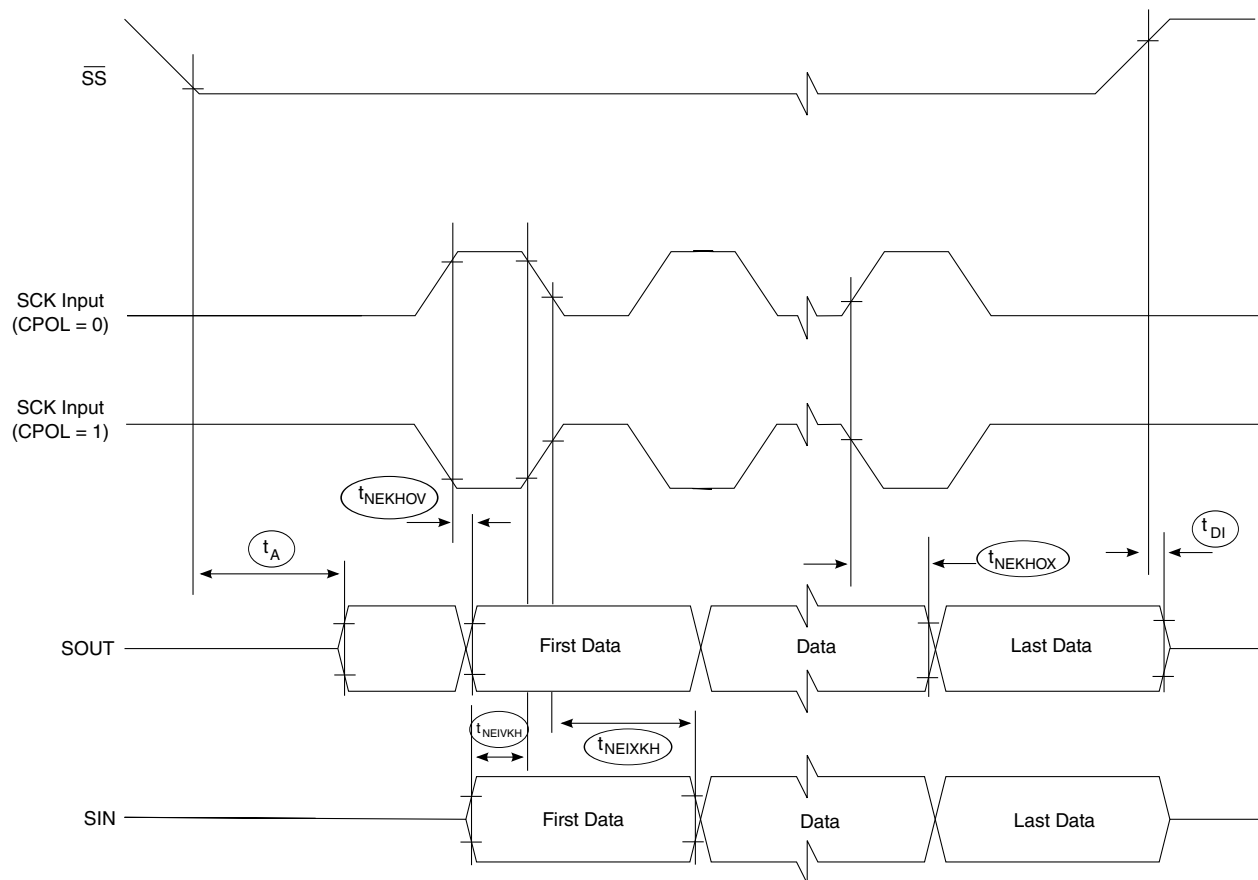 SS
SCK Input
(CPOL = 0)
SCK Input
(CPOL = 1)
tNEKHOV
tA
tNEKHOX
tDI
SOUT
First Data
Data
Last Data
tNEIVKH
tNEIXKH
SIN
First Data
Data
Last Data